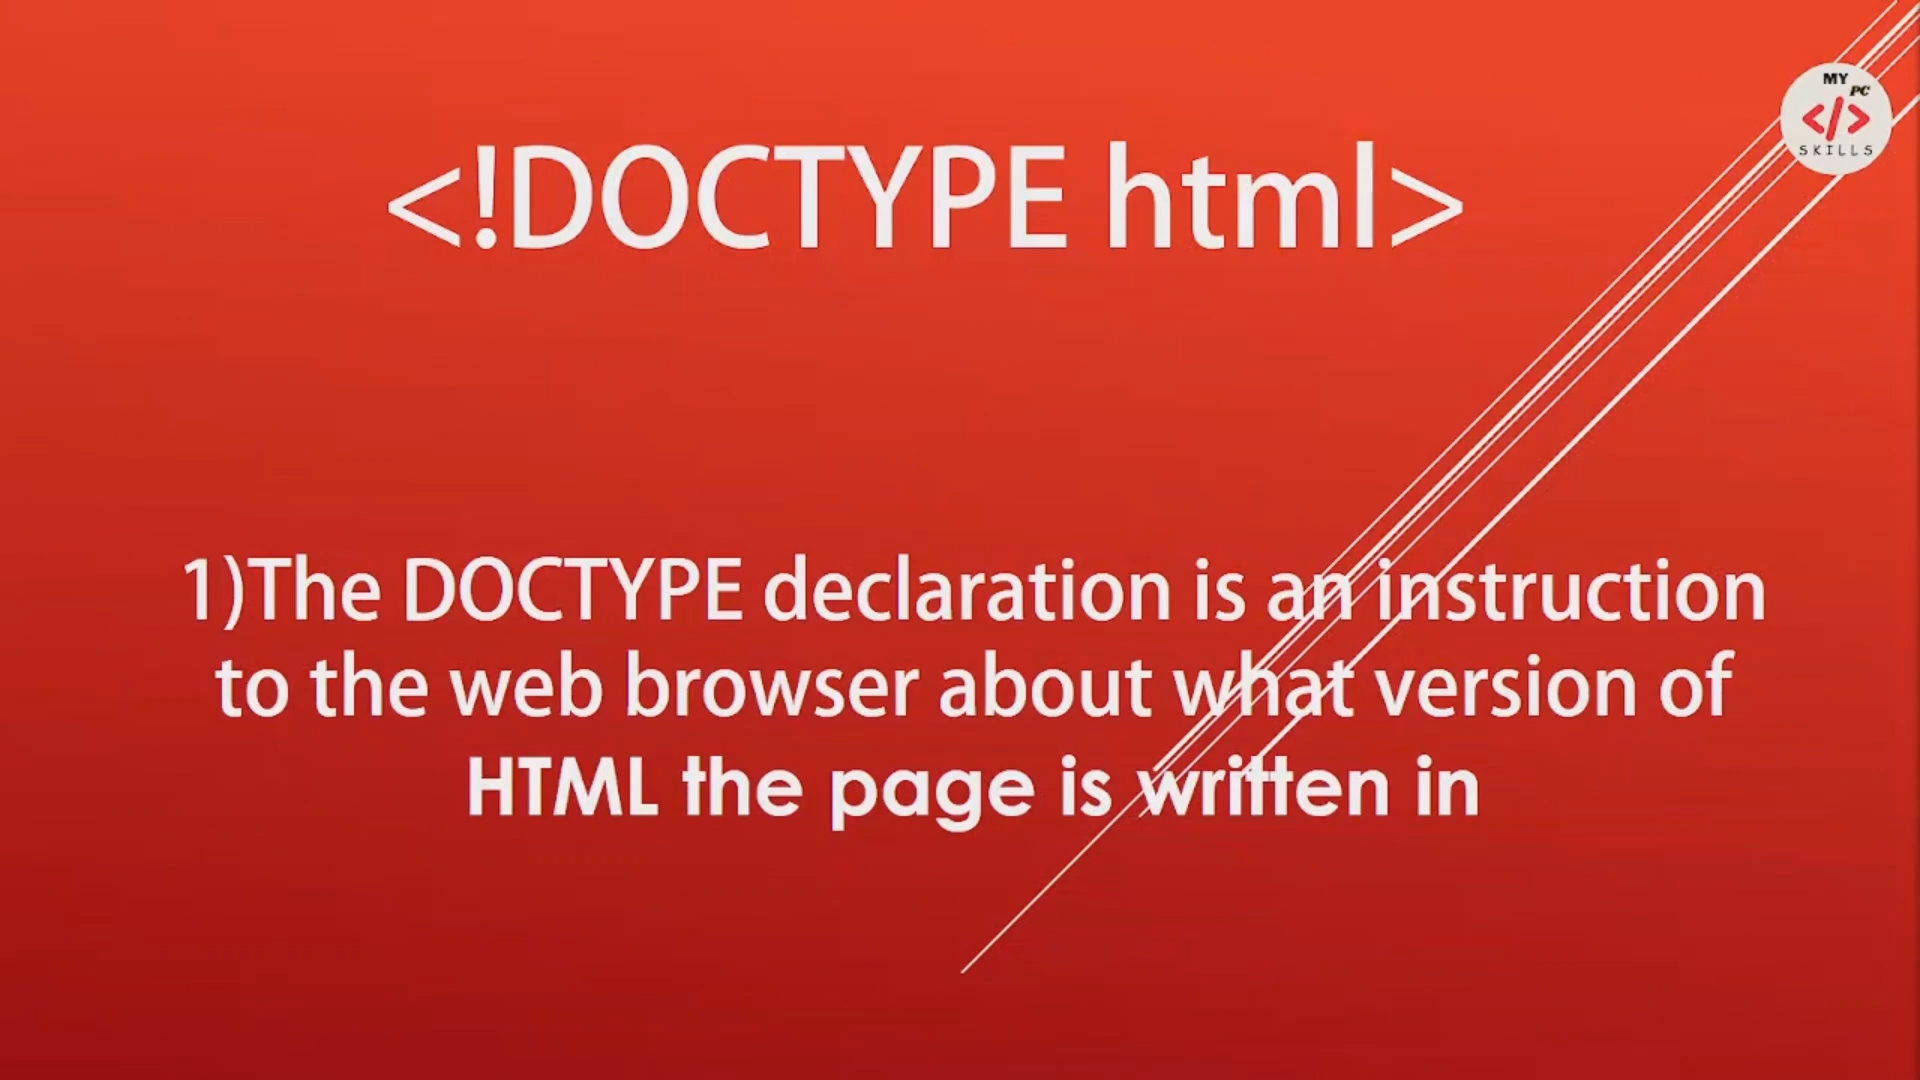 MY
PC
</>
SKILLS
<!DOCTYPE html>
1)The DOCTYPE declaration is an instruction
to the web browser about what version of
HTML the page is written in